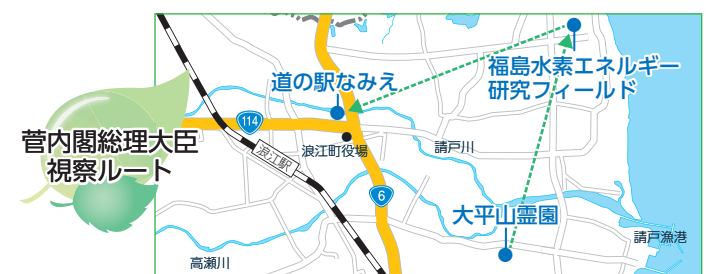 菅内閣総理大臣
視察ルート
道の駅なみえ
福島水素エネルギー
研究フィールド
114
浪江駅
浪江町役場
請戸川
6
大平山霊園
請戸漁港
高瀬川